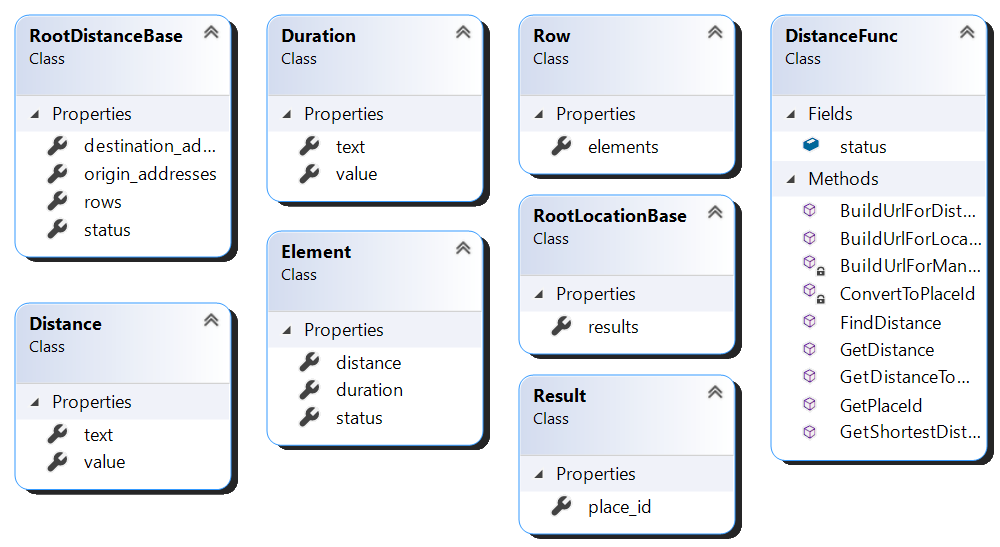 RootDistanceBase
Class
Properties
destination_ad...
origin_addresses
rows
status
Distance
Class
Properties
text
value
Duration
Class
Properties
text
value
Element
Class
Properties
distance
duration
status
Row
Class
Properties
elements
RootLocationBase
Class
Properties
results
Result
Class
Properties
place_id
DistanceFunc
Class
Fields
status
Methods
BuildUrlForDist...
BuildUrlForLoca...
BuildUrlForMan...
ConvertToPlaceId
FindDistance
GetDistance
GetDistanceTo...
GetPlaceId
GetShortestDist...